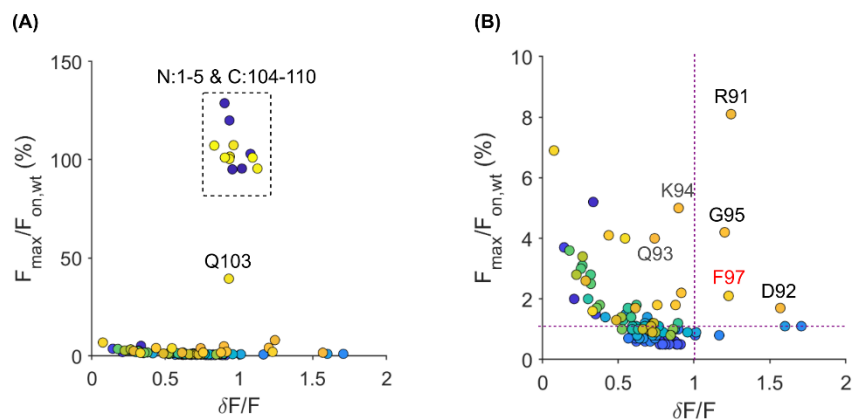 (A)
N:1-5 & C:104-110
Q103
F_max/F_on,wt (%)
150
100
50
0
0 0.5 1 1.5 2
δF/F
(B)
R91
K94
G95
Q93
F97
D92
F_max/F_on,wt (%)
10
8
6
4
2
0
0 0.5 1 1.5 2
δF/F